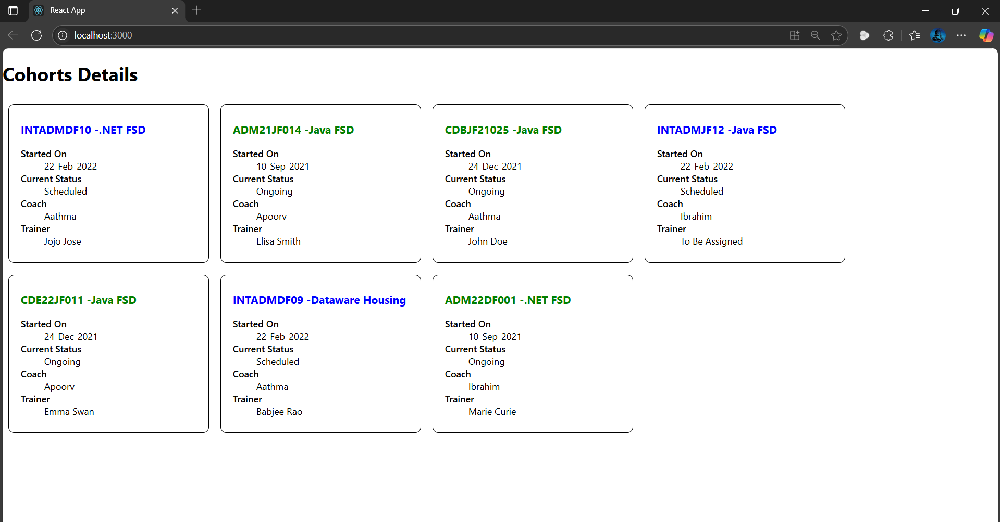 React App
localhost:3000
Cohorts Details
INTADMDF10 -.NET FSD
Started On
22-Feb-2022
Current Status
Scheduled
Coach
Aathma
Trainer
Jojo Jose
ADM21JF014 -Java FSD
Started On
10-Sep-2021
Current Status
Ongoing
Coach
Apoorv
Trainer
Elisa Smith
CDBJF21025 -Java FSD
Started On
24-Dec-2021
Current Status
Ongoing
Coach
Aathma
Trainer
John Doe
INTADMJF12 -Java FSD
Started On
22-Feb-2022
Current Status
Scheduled
Coach
Ibrahim
Trainer
To Be Assigned
CDE22JF011 -Java FSD
Started On
24-Dec-2021
Current Status
Ongoing
Coach
Apoorv
Trainer
Emma Swan
INTADMDF09 -Dataware Housing
Started On
22-Feb-2022
Current Status
Scheduled
Coach
Aathma
Trainer
Babjee Rao
ADM22DF001 -.NET FSD
Started On
10-Sep-2021
Current Status
Ongoing
Coach
Ibrahim
Trainer
Marie Curie